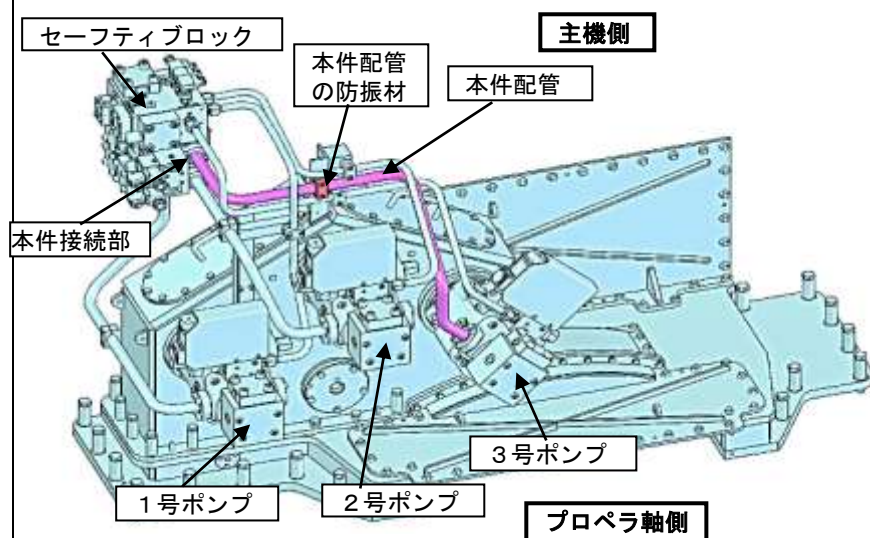 セーフティブロック
主機側
本件配管
の防振材
本件配管
本件接続部
3号ポンプ
1号ポンプ
2号ポンプ
プロペラ軸側